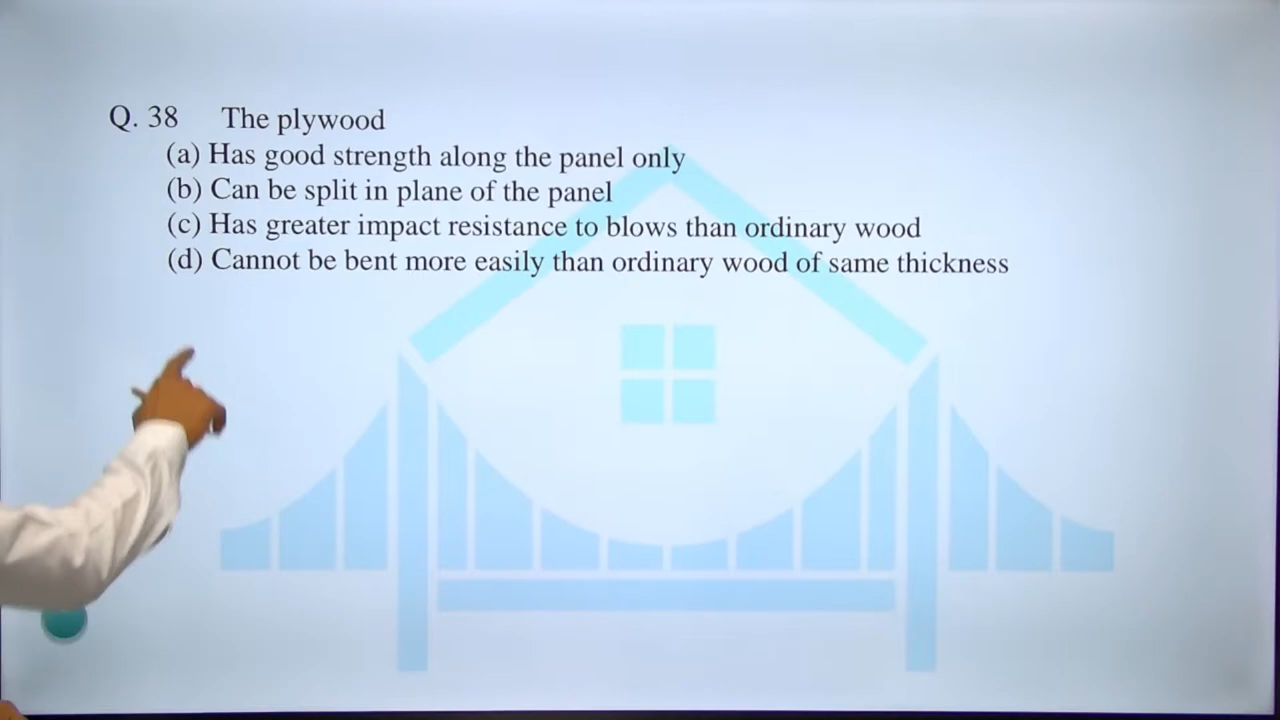 Q. 38 The plywood
(a) Has good strength along the panel only
(b) Can be split in plane of the panel
(c) Has greater impact resistance to blows than ordinary wood
(d) Cannot be bent more easily than ordinary wood of same thickness